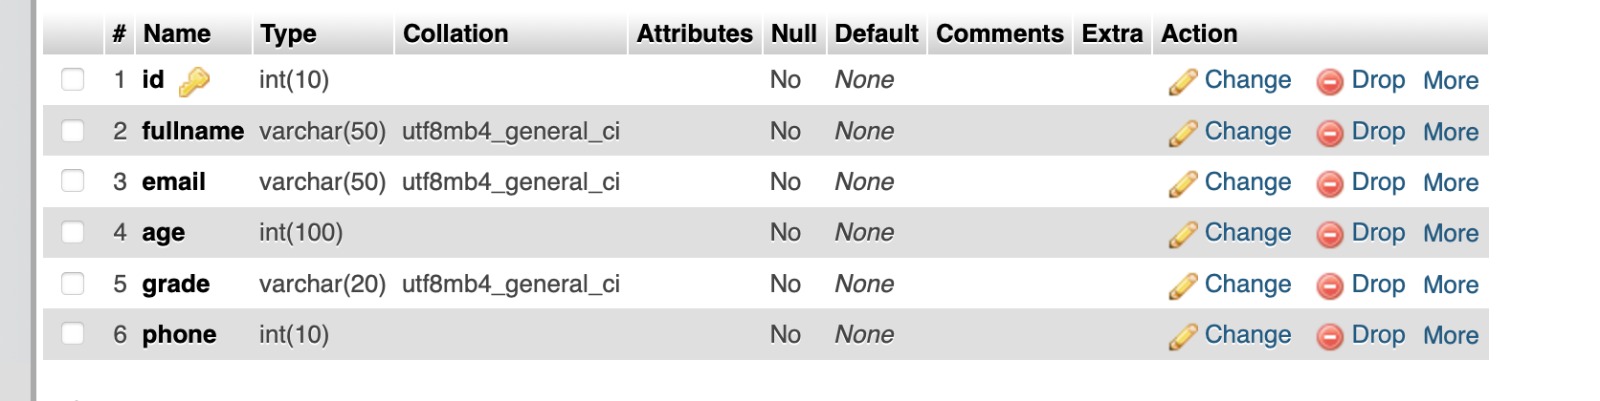 # Name Type Collation Attributes Null Default Comments Extra Action
1 id int(10) No None Change Drop More
2 fullname varchar(50) utf8mb4_general_ci No None Change Drop More
3 email varchar(50) utf8mb4_general_ci No None Change Drop More
4 age int(100) No None Change Drop More
5 grade varchar(20) utf8mb4_general_ci No None Change Drop More
6 phone int(10) No None Change Drop More